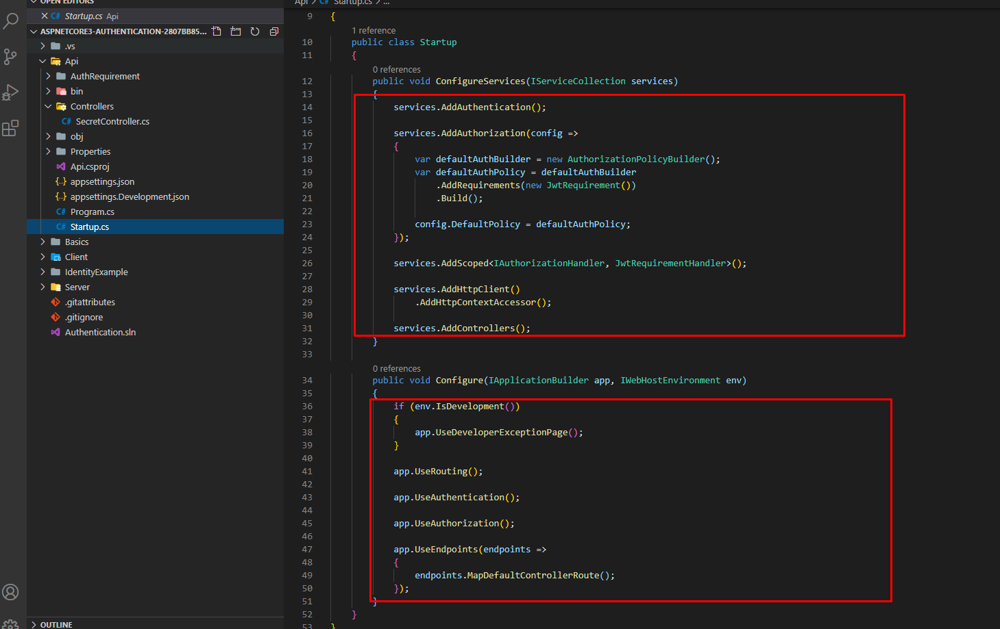 OPEN EDITORS
Startup.cs Api
ASPNETCORE3-AUTHENTICATION-2807BB85...
.vs
Api
AuthRequirement
bin
Controllers
C# SecretController.cs
obj
Properties
Api.csproj
{..} appsettings.json
{..} appsettings.Development.json
C# Program.cs
C# Startup.cs
Basics
Client
IdentityExample
Server
.gitattributes
.gitignore
Authentication.sln
OUTLINE
Api > C# Startup.cs > ...
9 {
1 reference
10 public class Startup
11 {
0 references
12 public void ConfigureServices(IServiceCollection services)
13 {
14 services.AddAuthentication();
15
16 services.AddAuthorization(config =>
17 {
18 var defaultAuthBuilder = new AuthorizationPolicyBuilder();
19 var defaultAuthPolicy = defaultAuthBuilder
20 .AddRequirements(new JwtRequirement())
21 .Build();
22
23 config.DefaultPolicy = defaultAuthPolicy;
24 });
25
26 services.AddScoped<IAuthorizationHandler, JwtRequirementHandler>();
27
28 services.AddHttpClient()
29 .AddHttpContextAccessor();
30
31 services.AddControllers();
32 }
33
0 references
34 public void Configure(IApplicationBuilder app, IWebHostEnvironment env)
35 {
36 if (env.IsDevelopment())
37 {
38 app.UseDeveloperExceptionPage();
39 }
40
41 app.UseRouting();
42
43 app.UseAuthentication();
44
45 app.UseAuthorization();
46
47 app.UseEndpoints(endpoints =>
48 {
49 endpoints.MapDefaultControllerRoute();
50 });
51 }
52 }
53 }